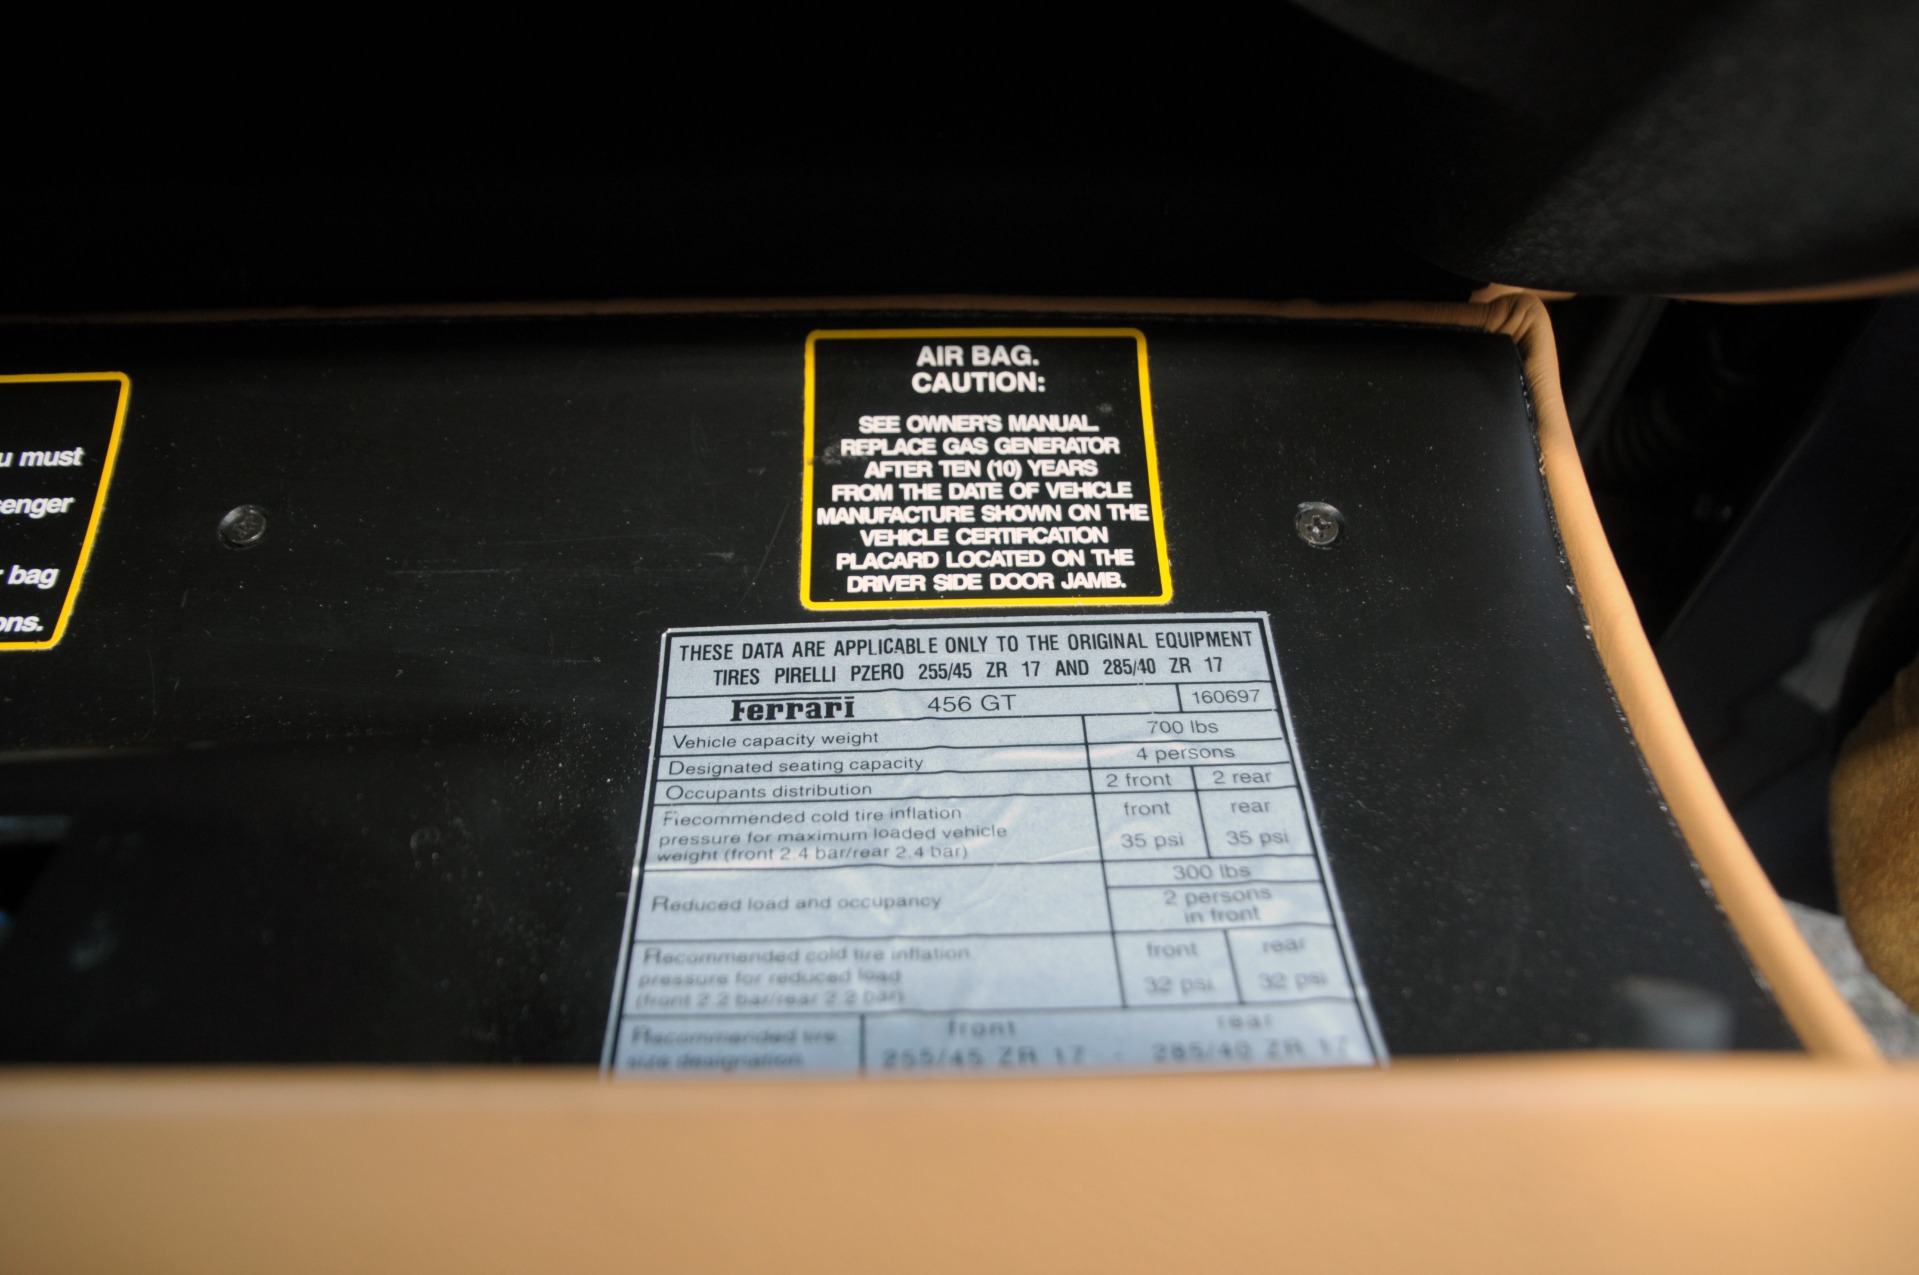 u must
enger
bag
ons.
AIR BAG.
CAUTION:
SEE OWNER'S MANUAL
REPLACE GAS GENERATOR
AFTER TEN (10) YEARS
FROM THE DATE OF VEHICLE
MANUFACTURE SHOWN ON THE
VEHICLE CERTIFICATION
PLACARD LOCATED ON THE
DRIVER SIDE DOOR JAMB.
THESE DATA ARE APPLICABLE ONLY TO THE ORIGINAL EQUIPMENT
TIRES PIRELLI PZERO 255/45 ZR 17 AND 285/40 ZR 17
Ferrari 456 GT 160697
Vehicle capacity weight 700 lbs
Designated seating capacity 4 persons
Occupants distribution 2 front 2 rear
Recommended cold tire inflation front rear
pressure for maximum loaded vehicle 35 psi 35 psi
weight (front 2.4 bar/rear 2.4 bar)
300 lbs
Reduced load and occupancy 2 persons
in front
Recommended cold tire inflation front rear
pressure for reduced load 32 psi 32 psi
(front 2.2 bar/rear 2.2 bar)
Recommended tire front rear
size designation 255/45 ZR 17 - 285/40 ZR 17